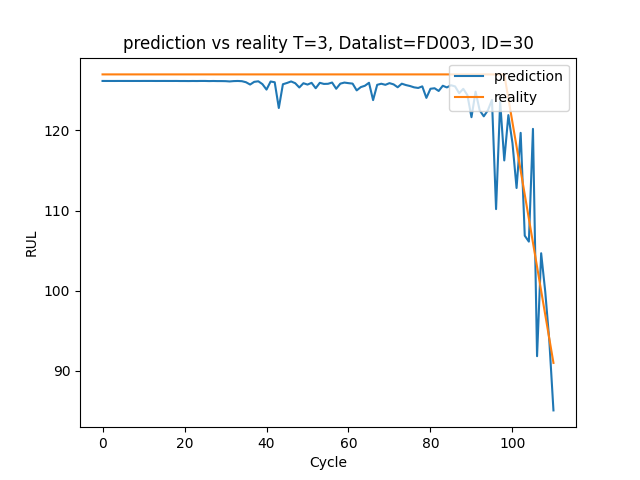 prediction vs reality T=3, Datalist=FD003, ID=30
prediction
reality
120
110
100
90
RUL
0 20 40 60 80 100
Cycle